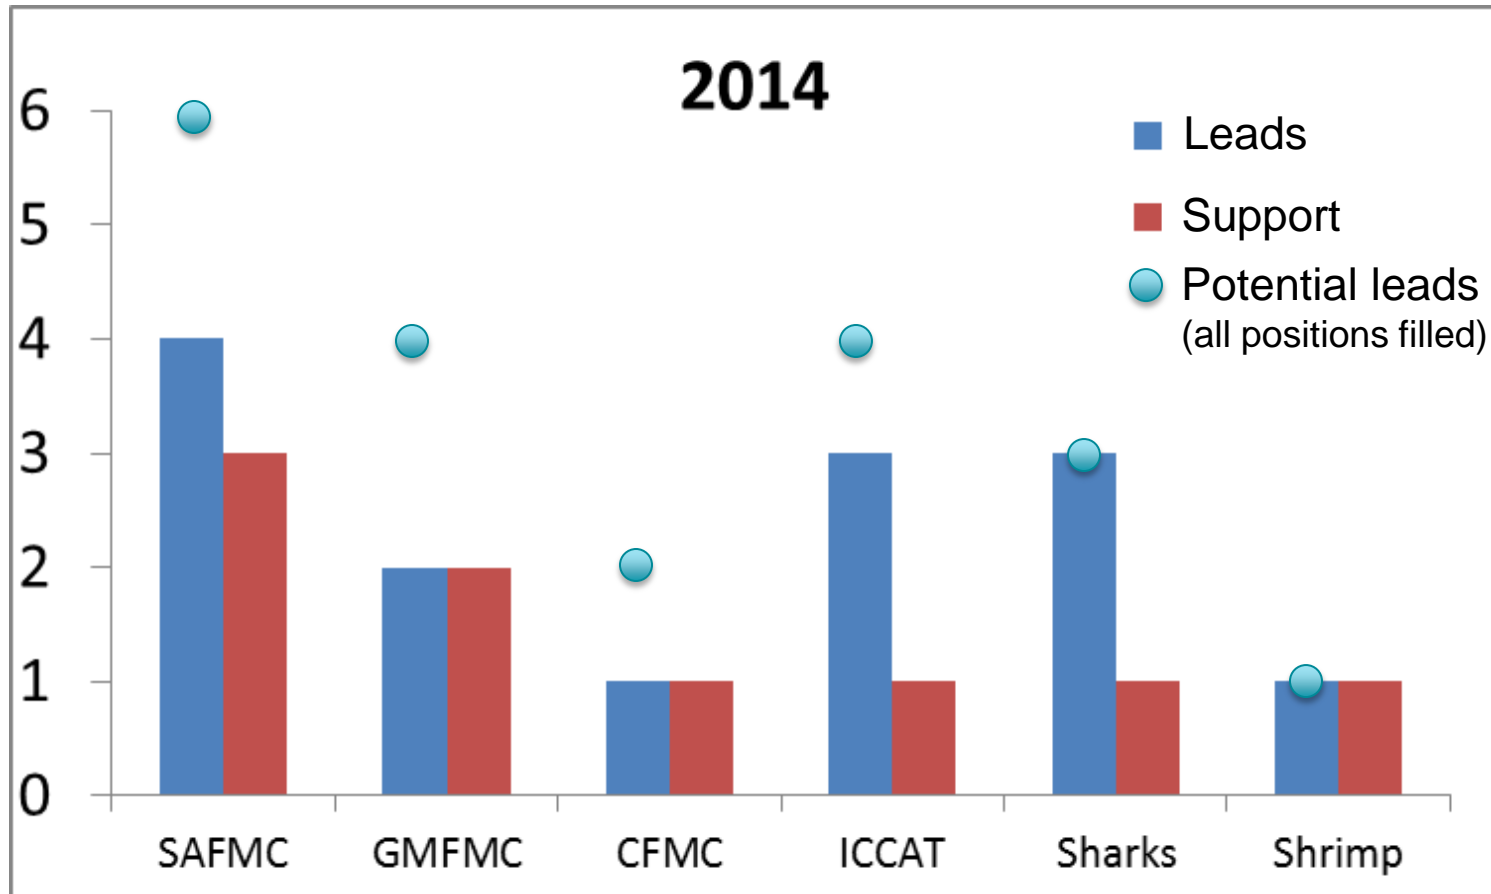 2014
6
5
4
3
2
1
0
Leads
Support
Potential leads
(all positions filled)
SAFMC GMFMC CFMC ICCAT Sharks Shrimp